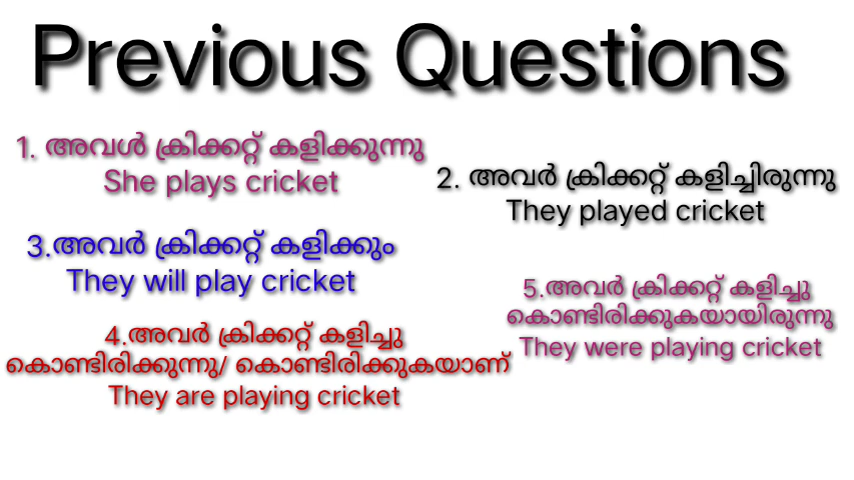 Previous Questions
1. അവൾ ക്രിക്കറ്റ് കളിക്കുന്നു
She plays cricket
2. അവർ ക്രിക്കറ്റ് കളിച്ചിരുന്നു
They played cricket
3.അവർ ക്രിക്കറ്റ് കളിക്കും
They will play cricket
4.അവർ ക്രിക്കറ്റ് കളിച്ചു
കൊണ്ടിരിക്കുന്നു/ കൊണ്ടിരിക്കുകയാണ്
They are playing cricket
5.അവർ ക്രിക്കറ്റ് കളിച്ചു
കൊണ്ടിരിക്കുകയായിരുന്നു
They were playing cricket